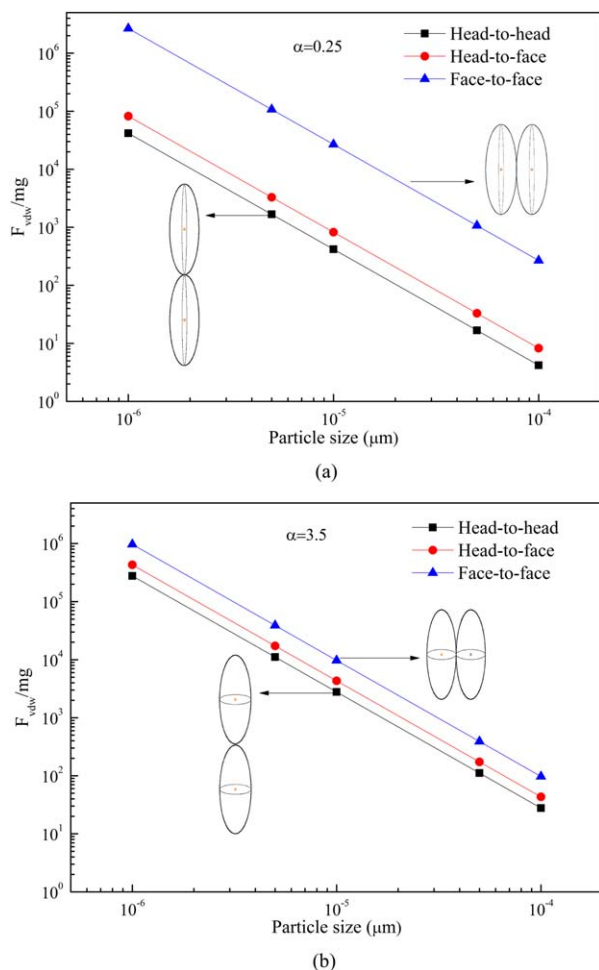 α=0.25
Head-to-head
Head-to-face
Face-to-face
F_vdw/mg
10^6
10^5
10^4
10^3
10^2
10^1
10^0
10^-6
10^-5
10^-4
Particle size (μm)
(a)
α=3.5
Head-to-head
Head-to-face
Face-to-face
F_vdw/mg
10^6
10^5
10^4
10^3
10^2
10^1
10^0
10^-6
10^-5
10^-4
Particle size (μm)
(b)